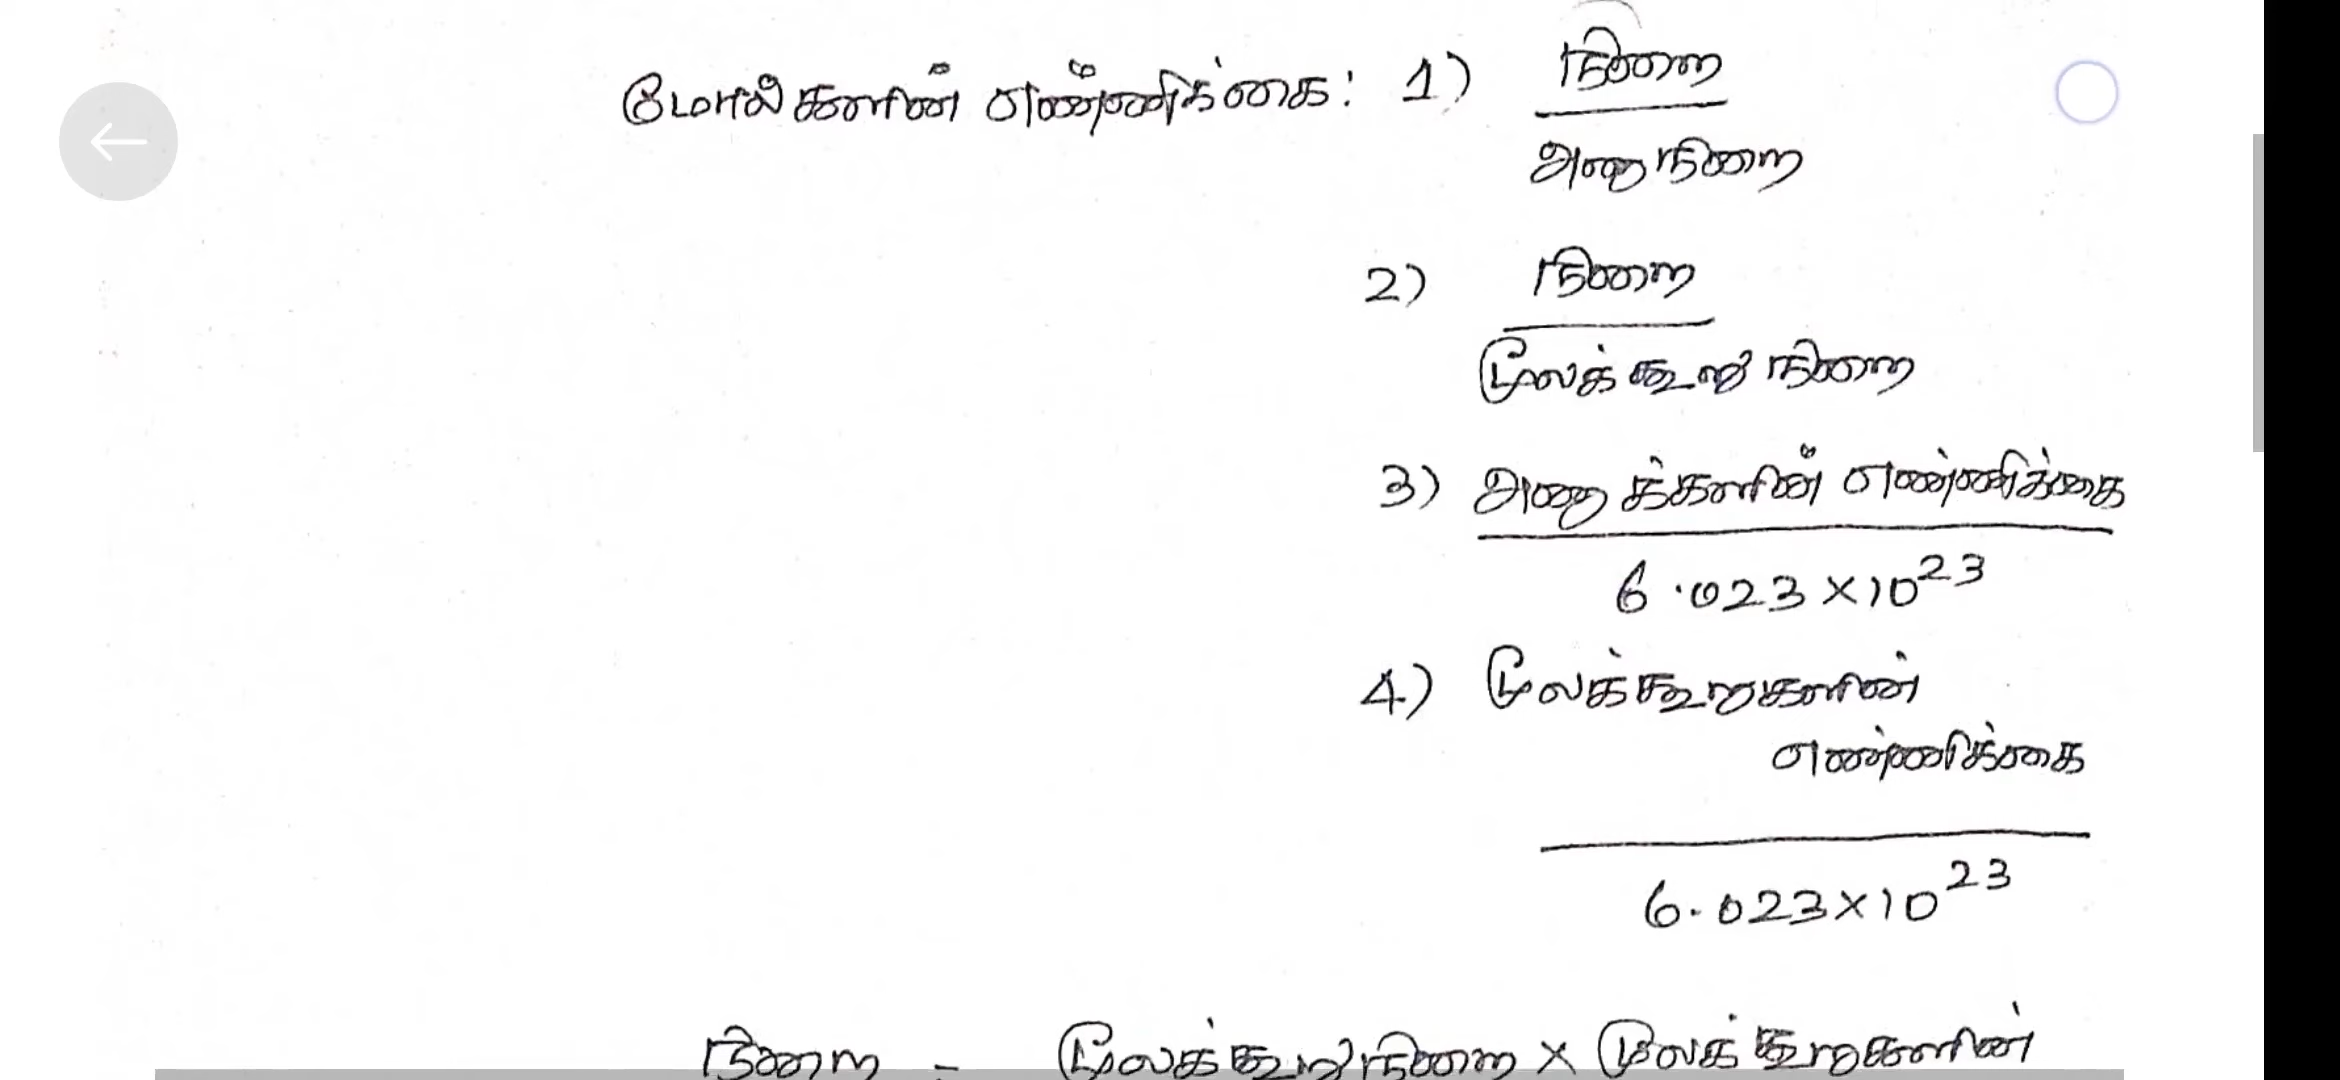 மோல்களின் எண்ணிக்கை: 1) நிறை
அணுநிறை
2) நிறை
மூலக்கூறு நிறை
3) அணுக்களின் எண்ணிக்கை
6.023 × 10²³
4) மூலக்கூறுகளின்
எண்ணிக்கை
6.023 × 10²³
நிறை = மூலக்கூறுநிறை × மூலக்கூறுகளின்